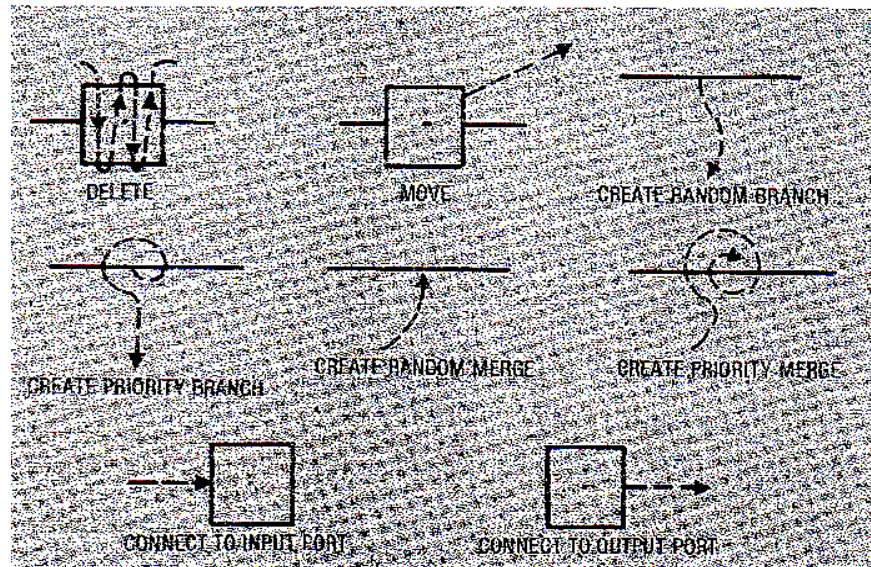 DELETE
MOVE
CREATE RANDOM BRANCH
CREATE PRIORITY BRANCH
CREATE RANDOM MERGE
CREATE PRIORITY MERGE
CONNECT TO INPUT PORT
CONNECT TO OUTPUT PORT